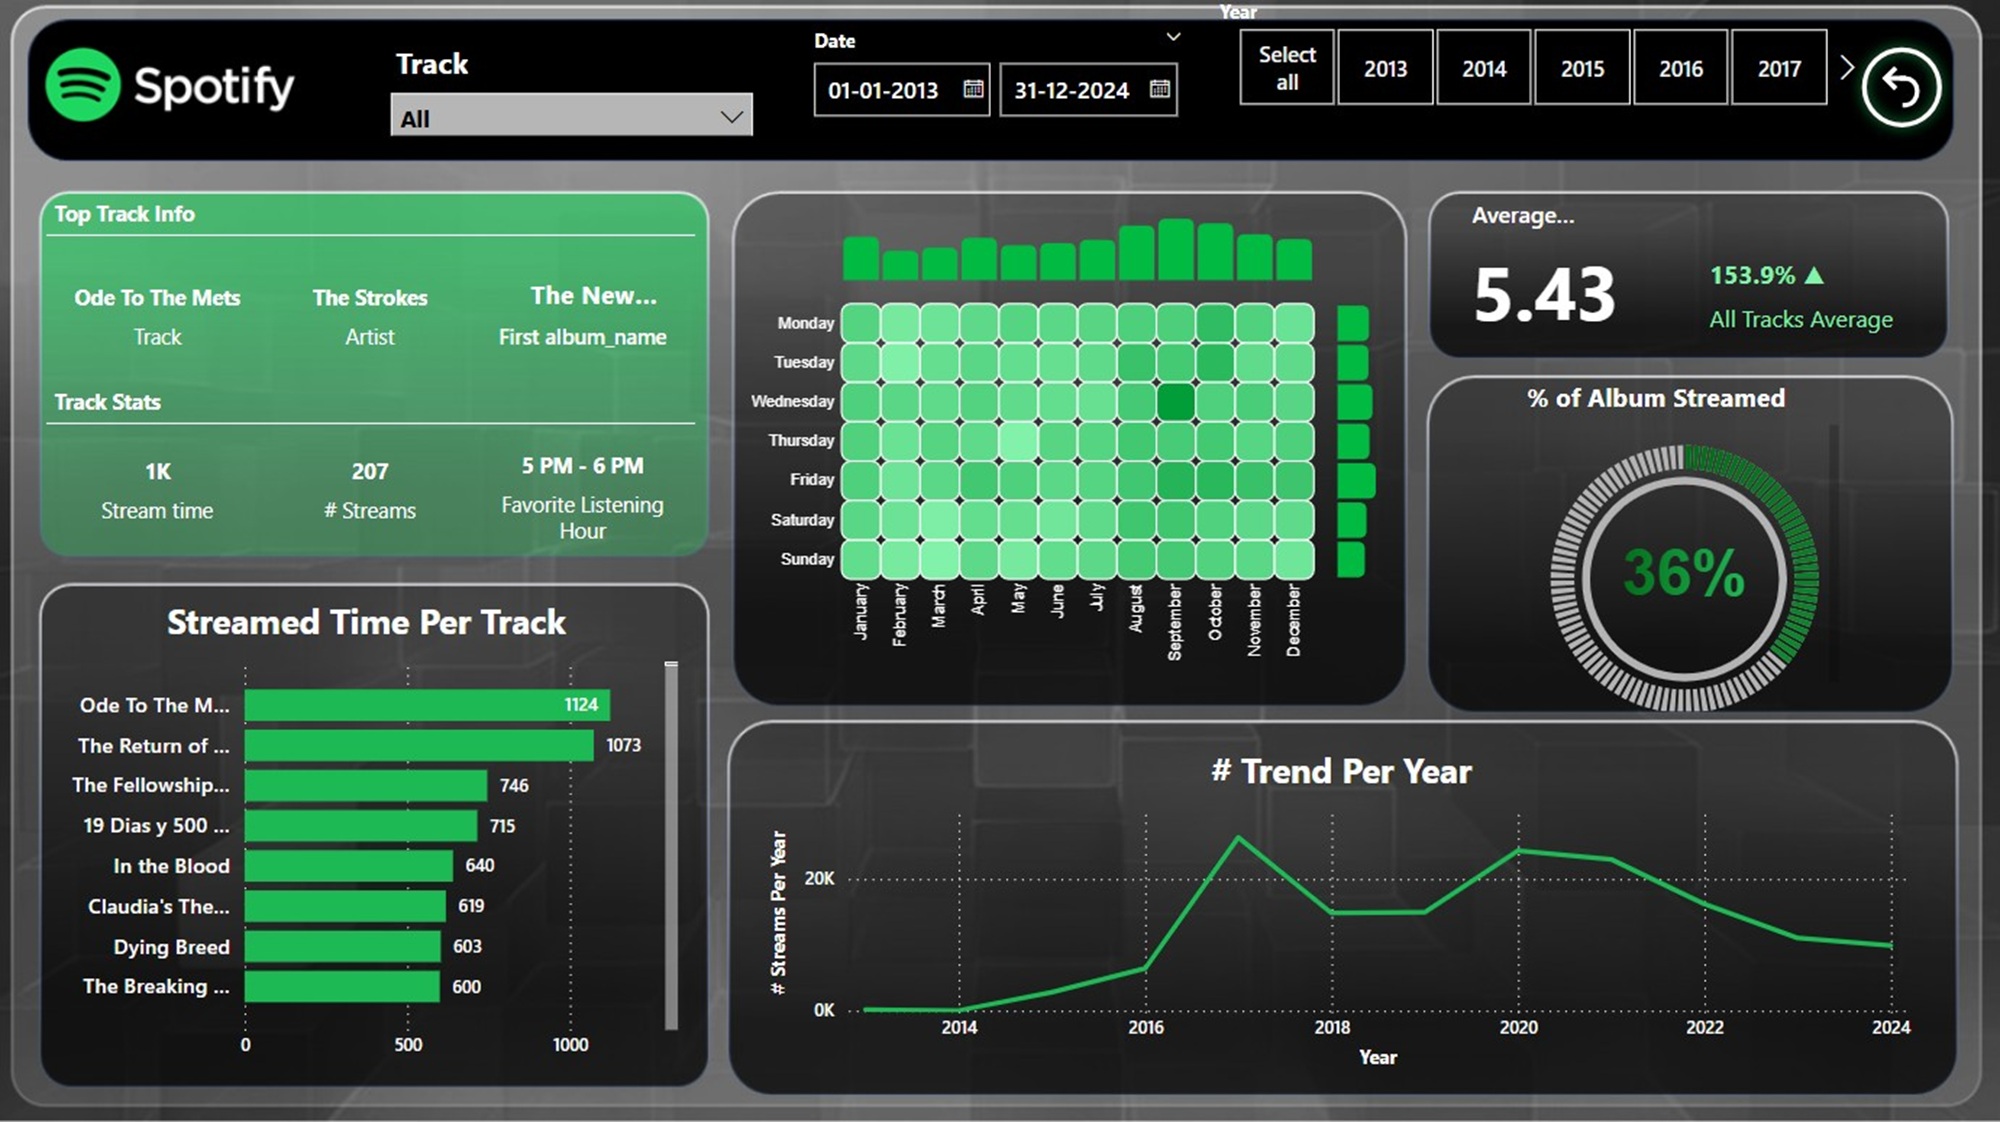 Spotify
Track
All
Date
01-01-2013
31-12-2024
Year
Select all
2013
2014
2015
2016
2017
Top Track Info
Ode To The Mets
Track
The Strokes
Artist
The New...
First album_name
Track Stats
1K
Stream time
207
# Streams
5 PM - 6 PM
Favorite Listening
Hour
Monday
Tuesday
Wednesday
Thursday
Friday
Saturday
Sunday
January
February
March
April
May
June
July
August
September
October
November
December
Average...
5.43
153.9% ▲
All Tracks Average
% of Album Streamed
36%
Streamed Time Per Track
Ode To The M... 1124
The Return of ... 1073
The Fellowship... 746
19 Dias y 500 ... 715
In the Blood 640
Claudia's The... 619
Dying Breed 603
The Breaking ... 600
0 500 1000
# Trend Per Year
# Streams Per Year
20K
0K
2014 2016 2018 2020 2022 2024
Year